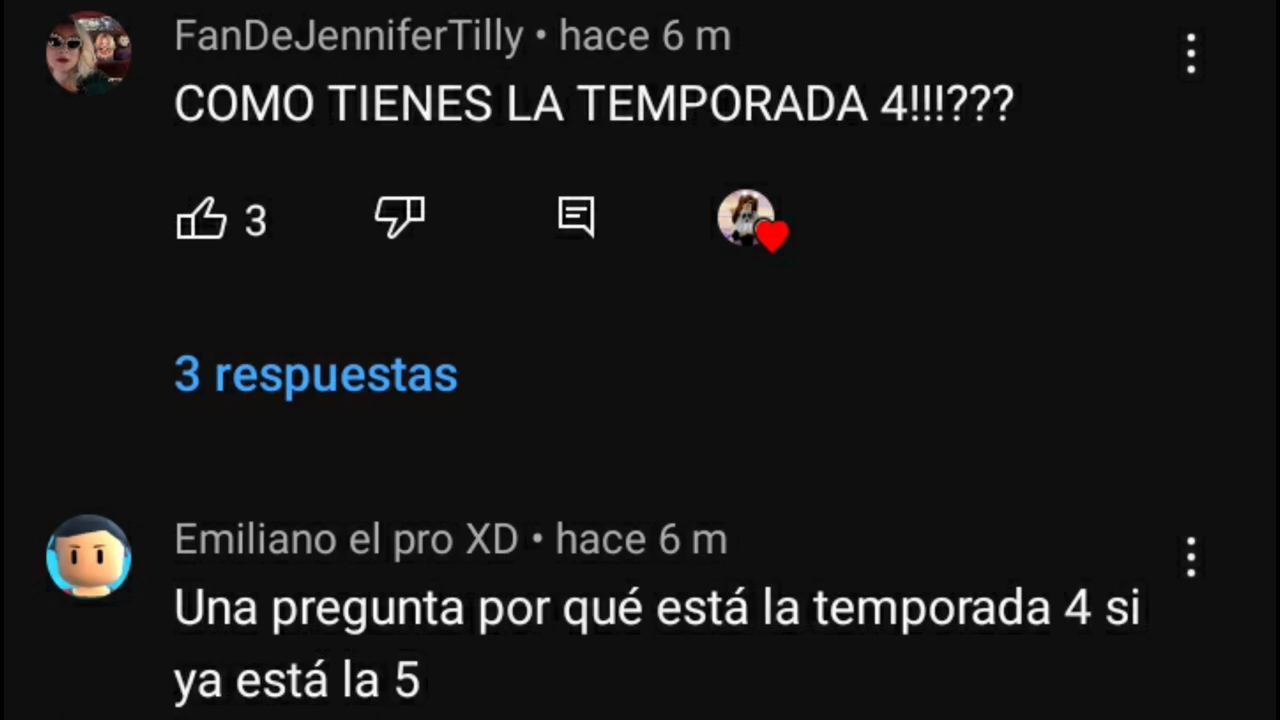 FanDeJenniferTilly • hace 6 m
COMO TIENES LA TEMPORADA 4!!!???
3
3 respuestas
Emiliano el pro XD • hace 6 m
Una pregunta por qué está la temporada 4 si
ya está la 5